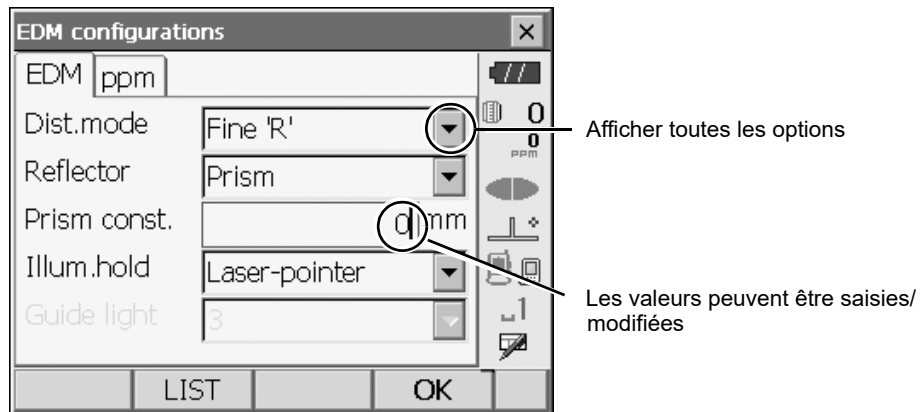 EDM configurations
EDM ppm
Dist.mode Fine 'R'
0
Afficher toutes les options
0
PPM
Reflector Prism
Prism const. 0 mm
Illum.hold Laser-pointer
Les valeurs peuvent être saisies/
modifiées
Guide light 3
1
LIST OK